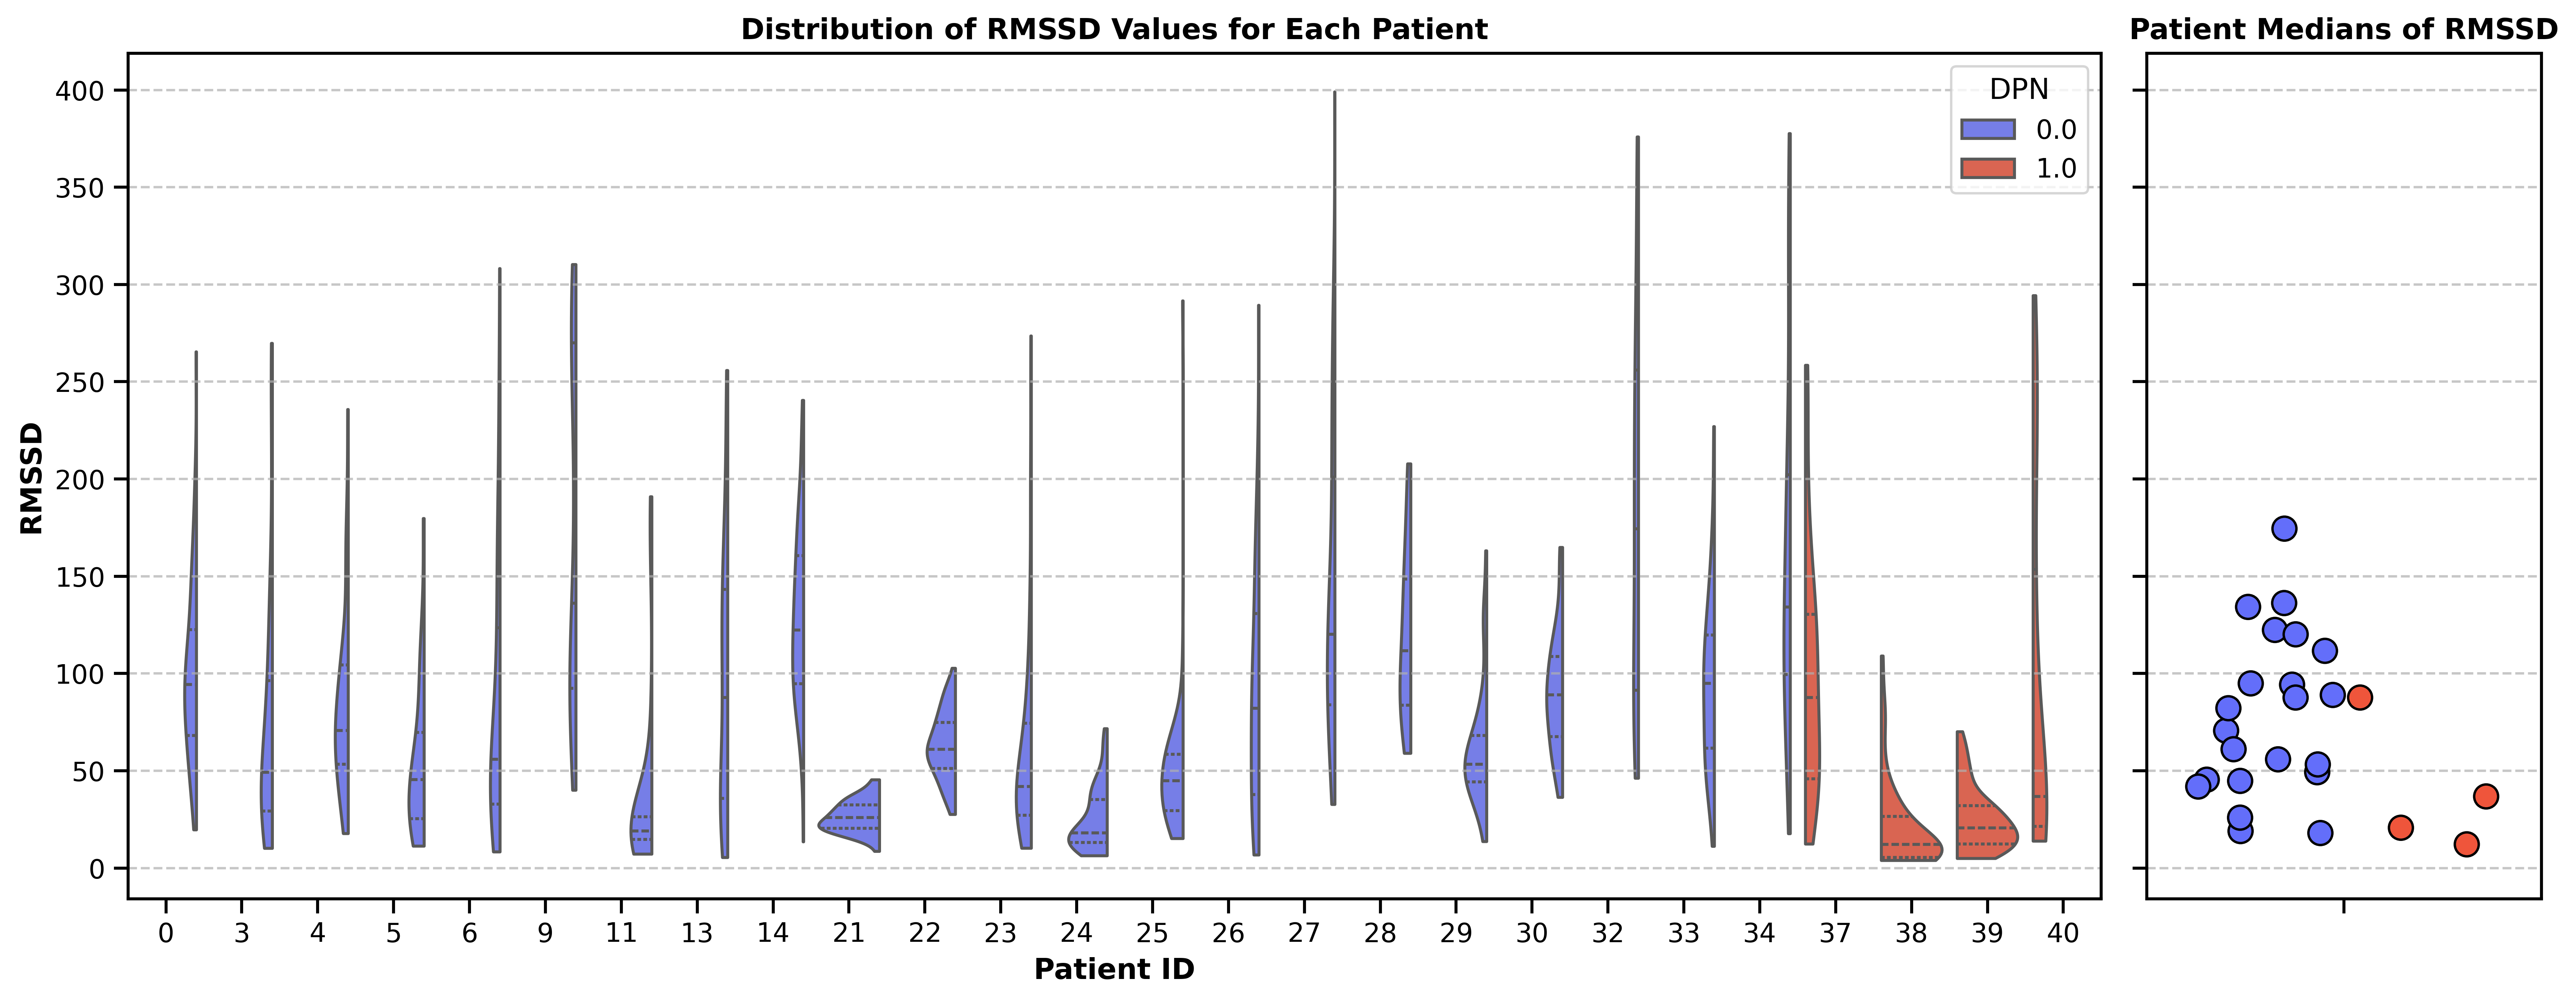 Distribution of RMSSD Values for Each Patient
Patient Medians of RMSSD
RMSSD
400
350
300
250
200
150
100
50
0
DPN
0.0
1.0
0 3 4 5 6 9 11 13 14 21 22 23 24 25 26 27 28 29 30 32 33 34 37 38 39 40
Patient ID